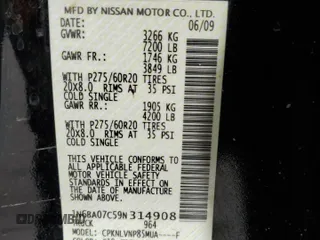 MFD BY NISSAN MOTOR CO., LTD.
DATE: 06/09
GVWR: 3266 KG
7200 LB
GAWR FR.: 1746 KG
3849 LB
WITH P275/60R20 TIRES
20X8.0 RIMS AT 35 PSI
COLD SINGLE
GAWR RR.: 1905 KG
4200 LB
WITH P275/60R20 TIRES
20X8.0 RIMS AT 35 PSI
COLD SINGLE
THIS VEHICLE CONFORMS TO
ALL APPLICABLE FEDERAL
MOTOR VEHICLE SAFETY
STANDARDS IN EFFECT ON
THE DATE OF MANUFACTURE
SHOWN ABOVE.
1N6BA07C59N314908
TRUCK 964
MODEL: